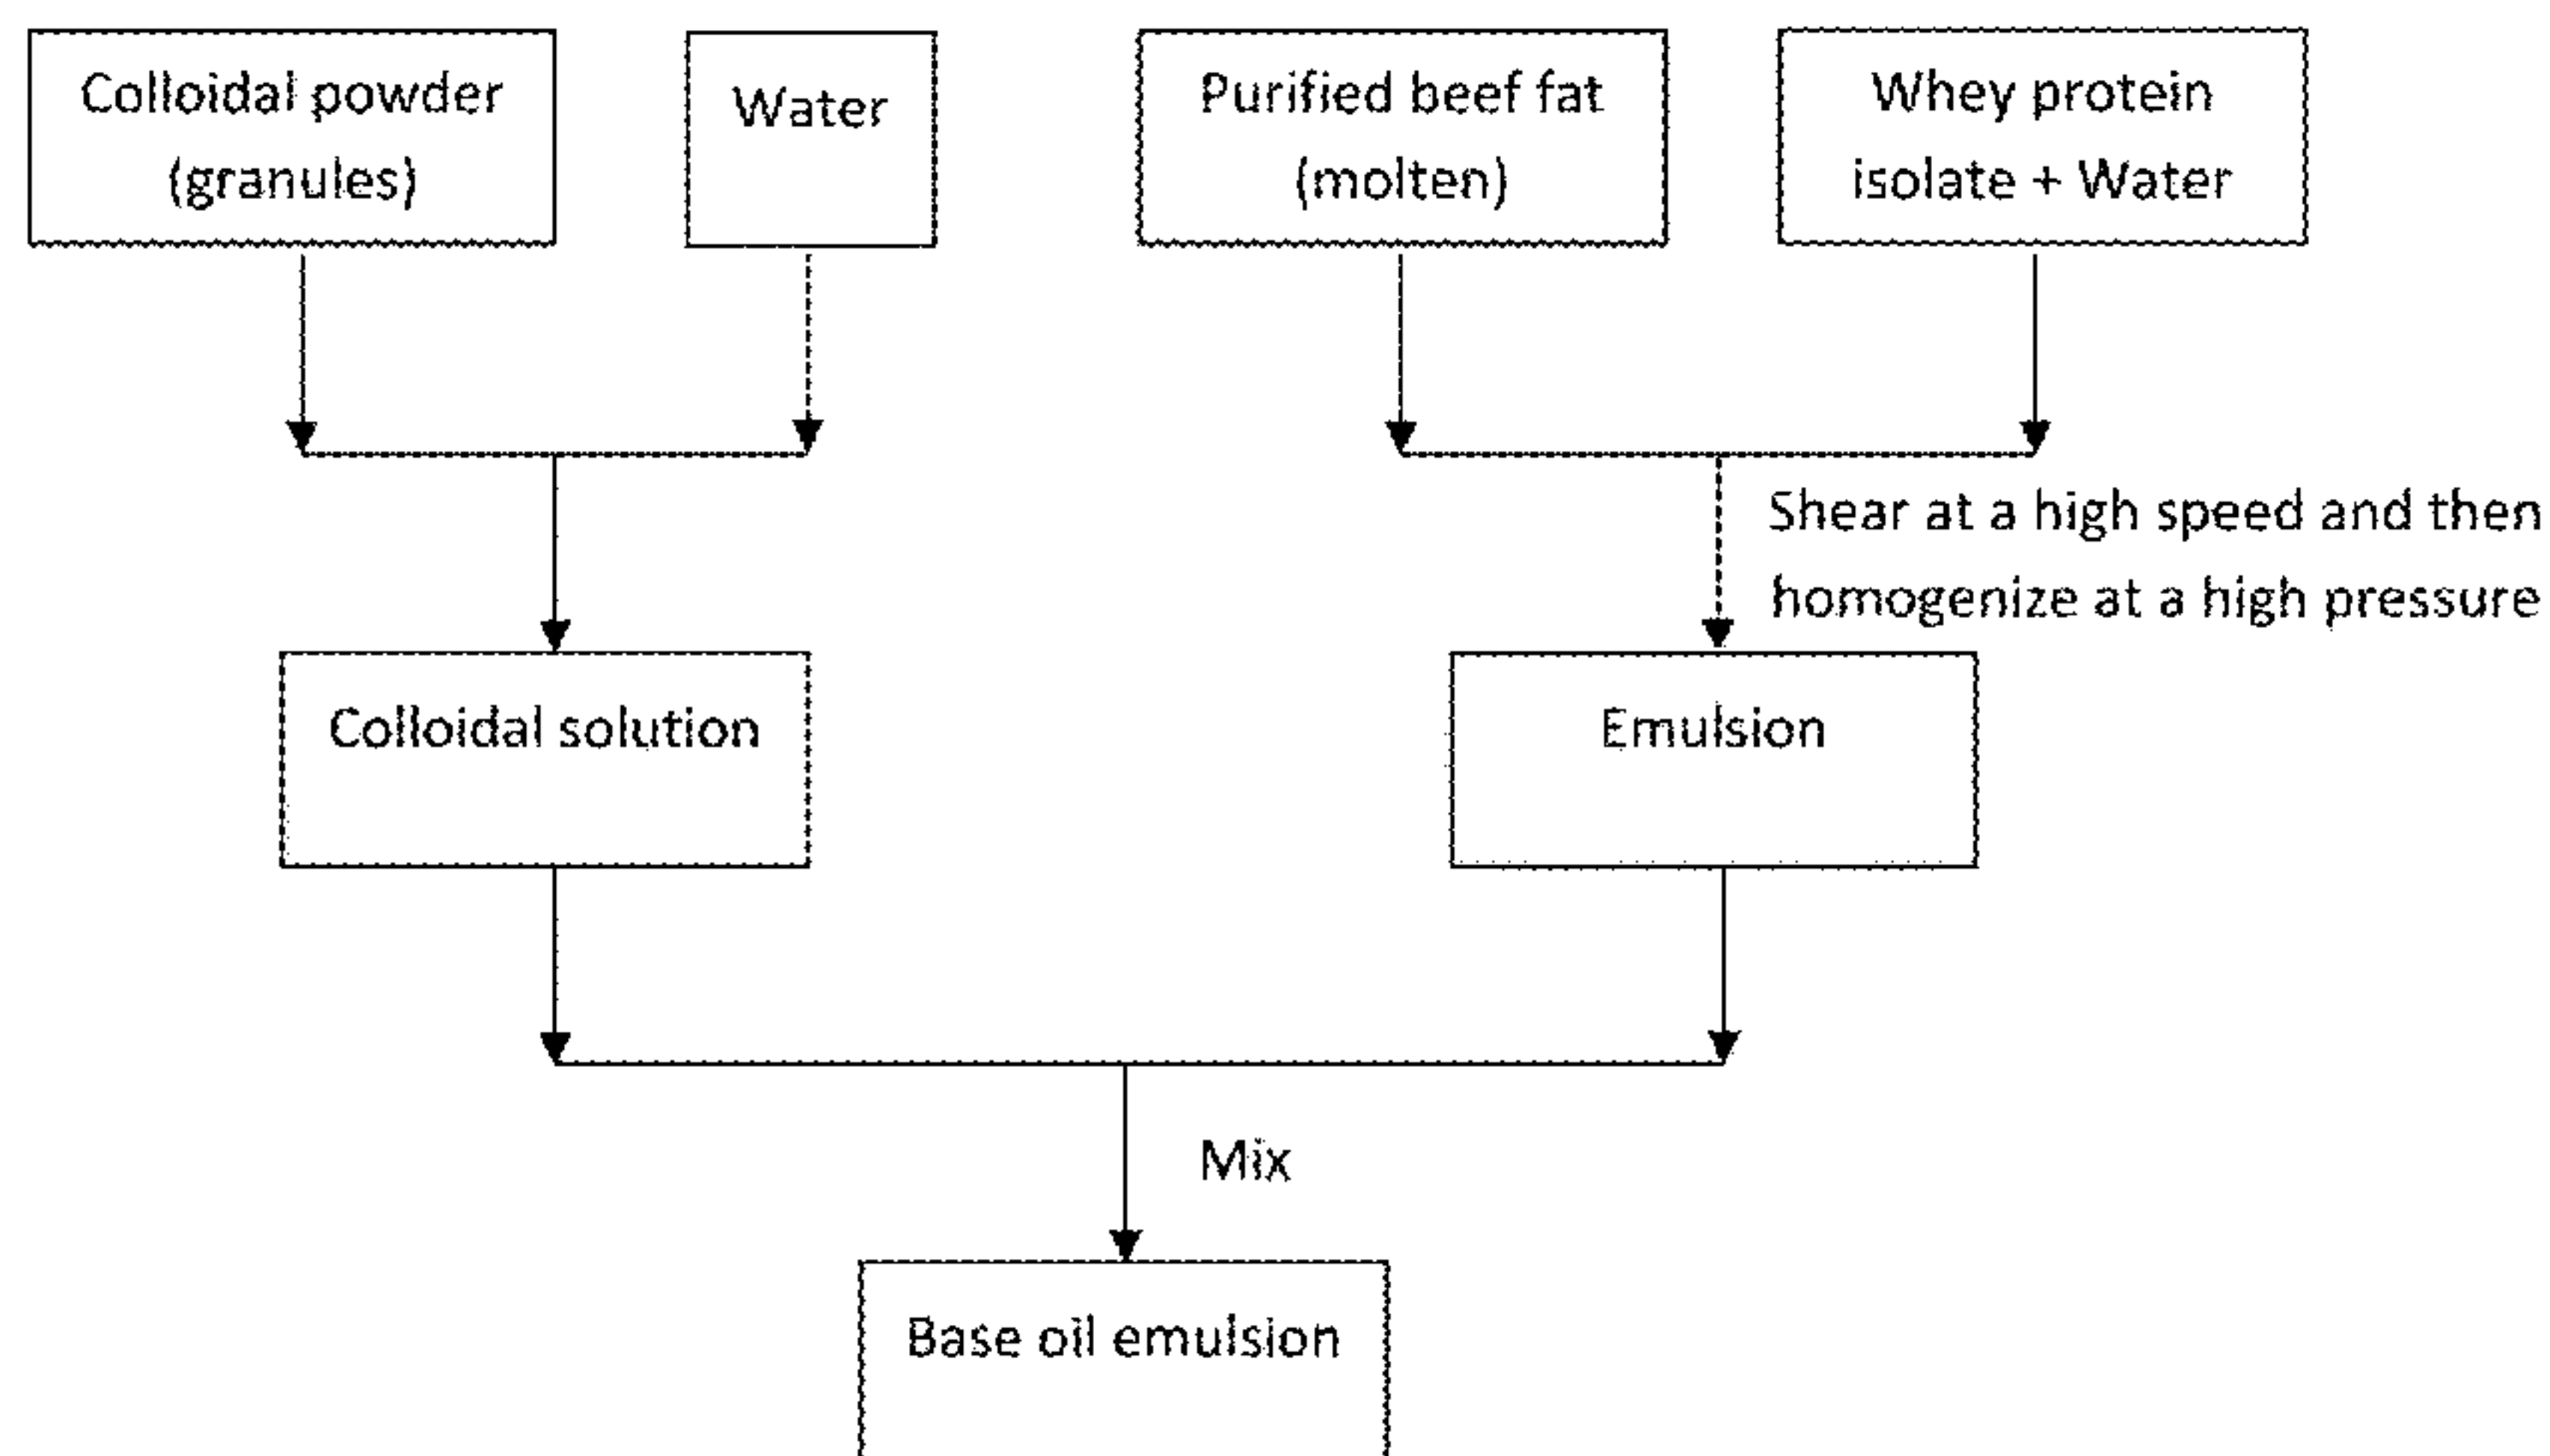 Colloidal powder
(granules)
Water
Purified beef fat
(molten)
Whey protein
isolate + Water
Shear at a high speed and then
homogenize at a high pressure
Colloidal solution
Emulsion
Mix
Base oil emulsion